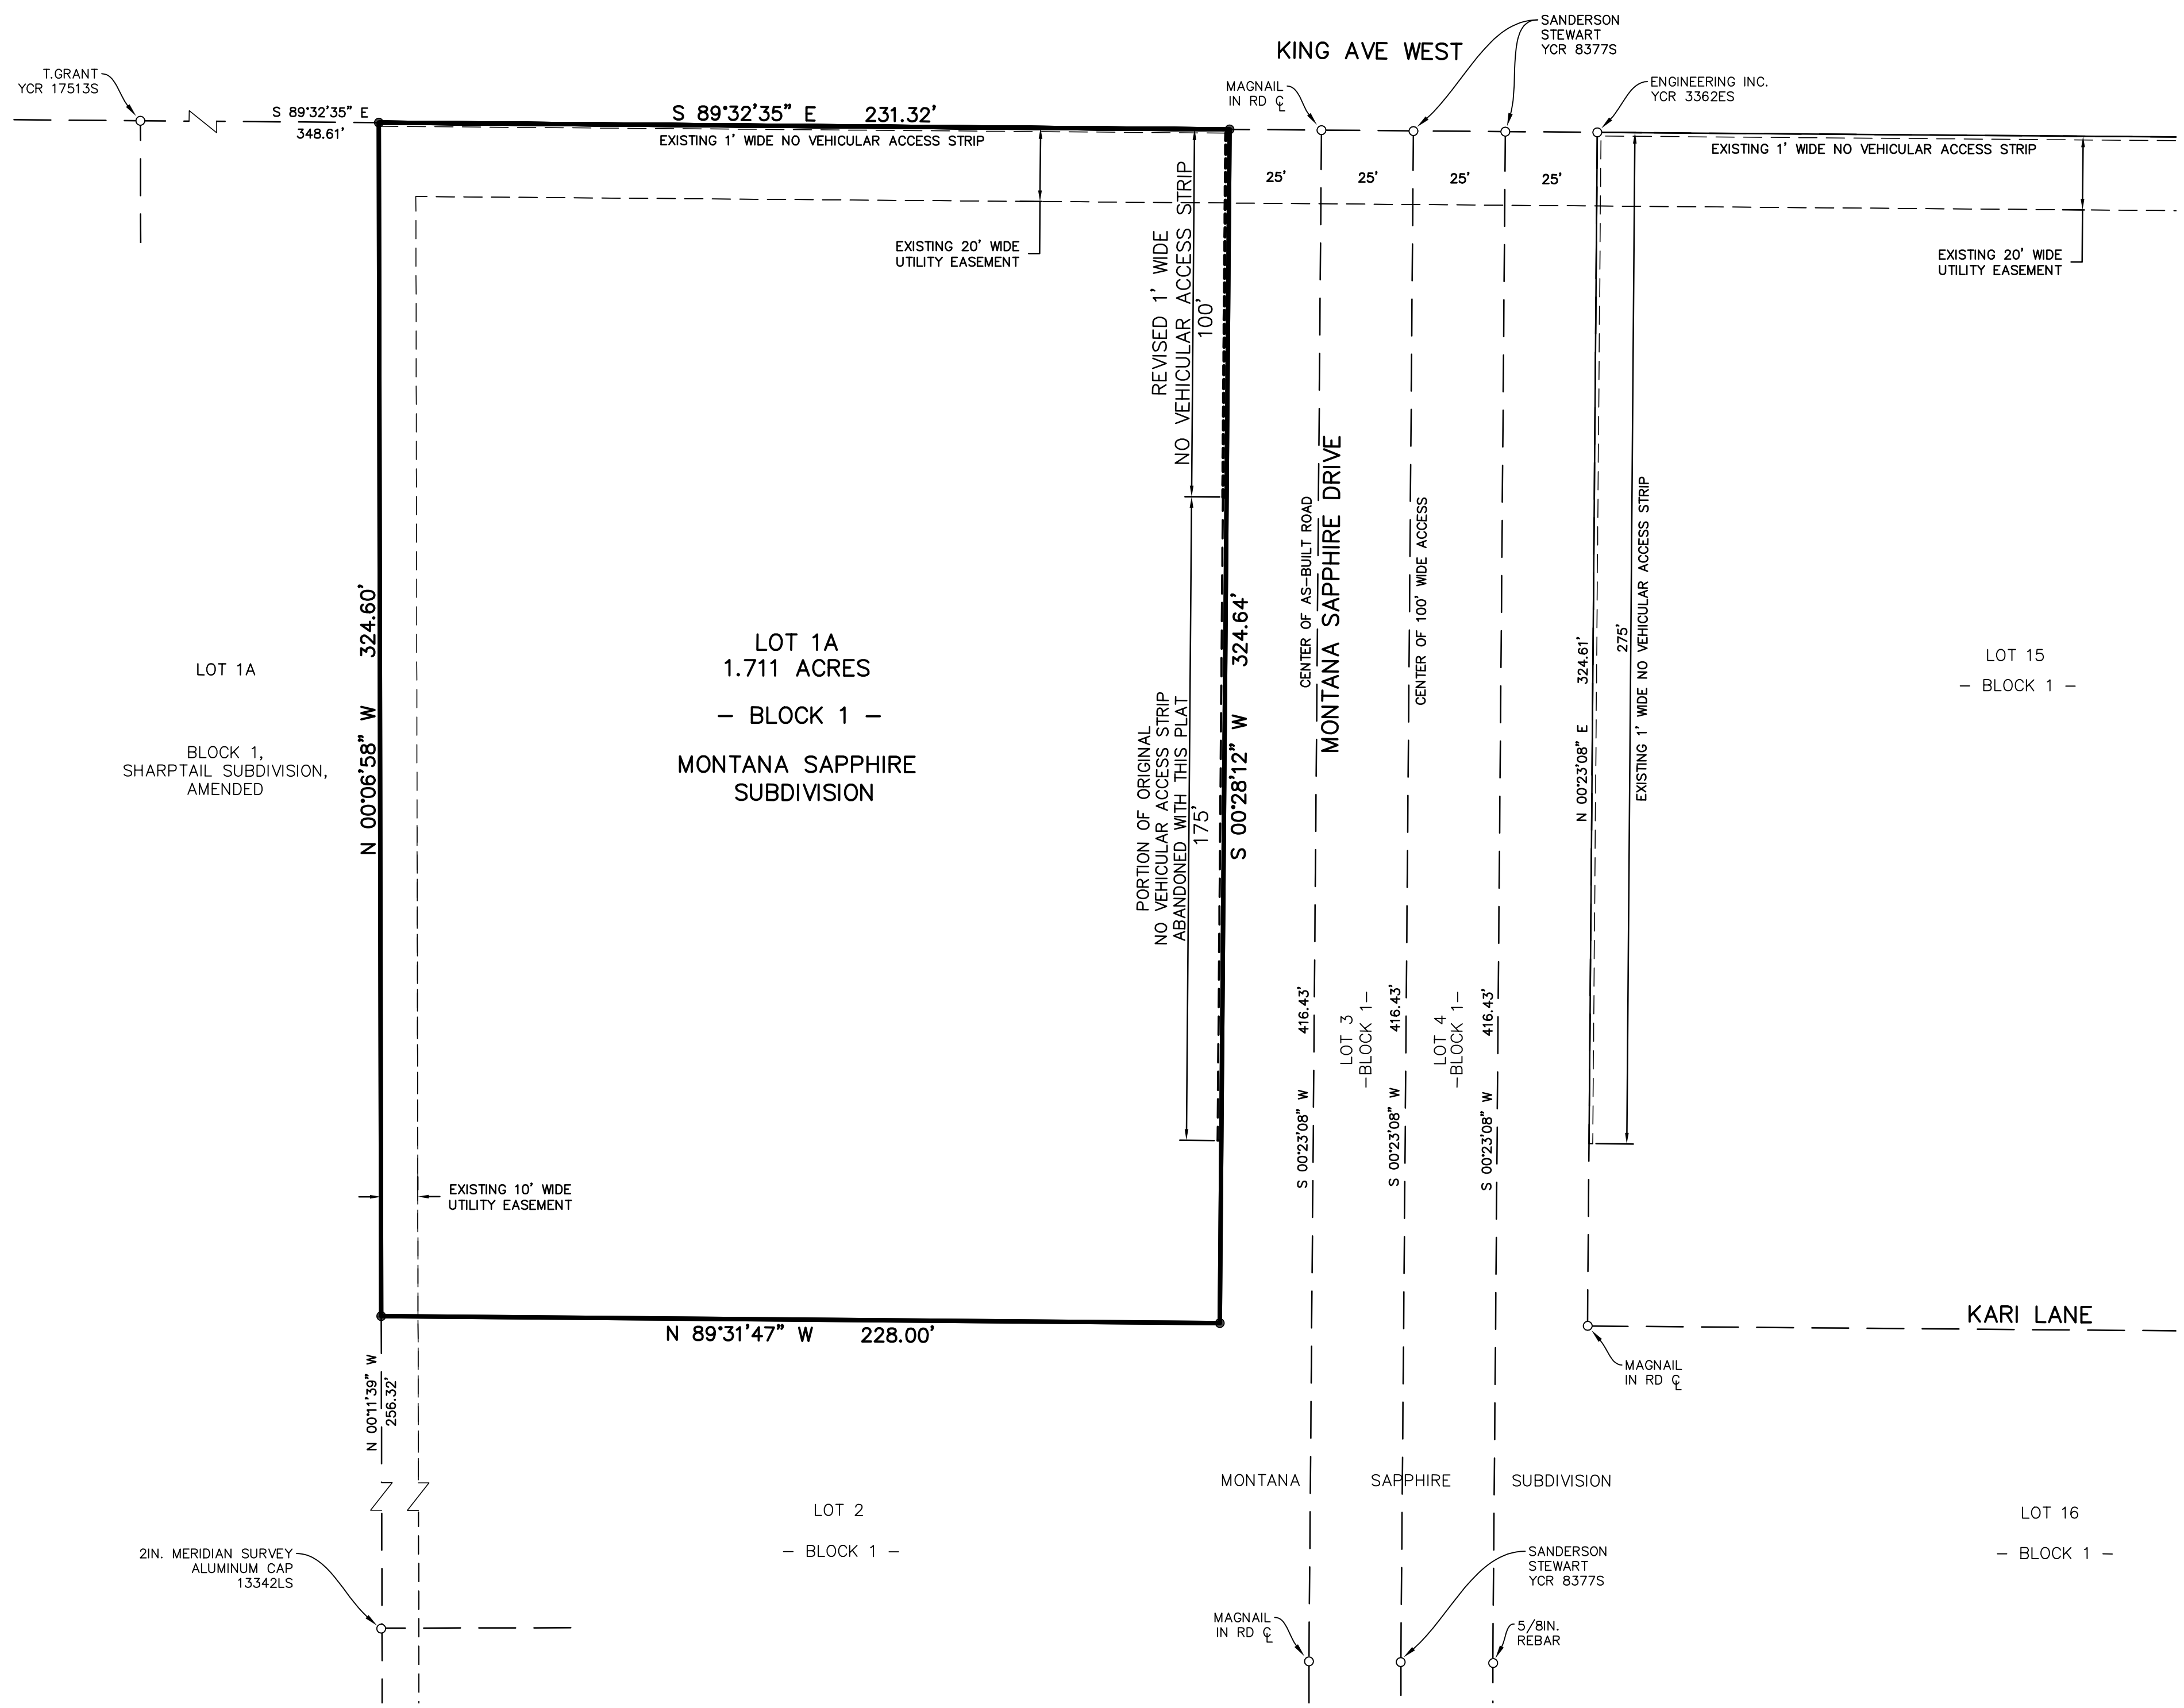 KING AVE WEST
SANDERSON
STEWART
YCR 8377S
T.GRANT
YCR 17513S
MAGNAIL
IN RD ℄
ENGINEERING INC.
YCR 3362ES
S 89°32'35" E
348.61'
S 89°32'35" E 231.32'
EXISTING 1' WIDE NO VEHICULAR ACCESS STRIP
EXISTING 1' WIDE NO VEHICULAR ACCESS STRIP
25'
25'
25'
25'
EXISTING 20' WIDE
UTILITY EASEMENT
REVISED 1' WIDE
NO VEHICULAR ACCESS STRIP
100'
EXISTING 20' WIDE
UTILITY EASEMENT
LOT 1A
BLOCK 1,
SHARPTAIL SUBDIVISION,
AMENDED
N 00°06'58" W 324.60'
LOT 1A
1.711 ACRES
– BLOCK 1 –
MONTANA SAPPHIRE
SUBDIVISION
PORTION OF ORIGINAL
NO VEHICULAR ACCESS STRIP
ABANDONED WITH THIS PLAT
175'
S 00°28'12" W 324.64'
CENTER OF AS–BUILT ROAD
MONTANA SAPPHIRE DRIVE
CENTER OF 100' WIDE ACCESS
N 00°23'08" E 324.61'
275'
EXISTING 1' WIDE NO VEHICULAR ACCESS STRIP
LOT 15
– BLOCK 1 –
S 00°23'08" W 416.43'
LOT 3
–BLOCK 1–
S 00°23'08" W 416.43'
LOT 4
–BLOCK 1–
S 00°23'08" W 416.43'
EXISTING 10' WIDE
UTILITY EASEMENT
N 89°31'47" W 228.00'
KARI LANE
MAGNAIL
IN RD ℄
N 00°11'39" W
256.32'
MONTANA SAPPHIRE SUBDIVISION
LOT 2
– BLOCK 1 –
LOT 16
– BLOCK 1 –
2IN. MERIDIAN SURVEY
ALUMINUM CAP
13342LS
SANDERSON
STEWART
YCR 8377S
MAGNAIL
IN RD ℄
5/8IN.
REBAR